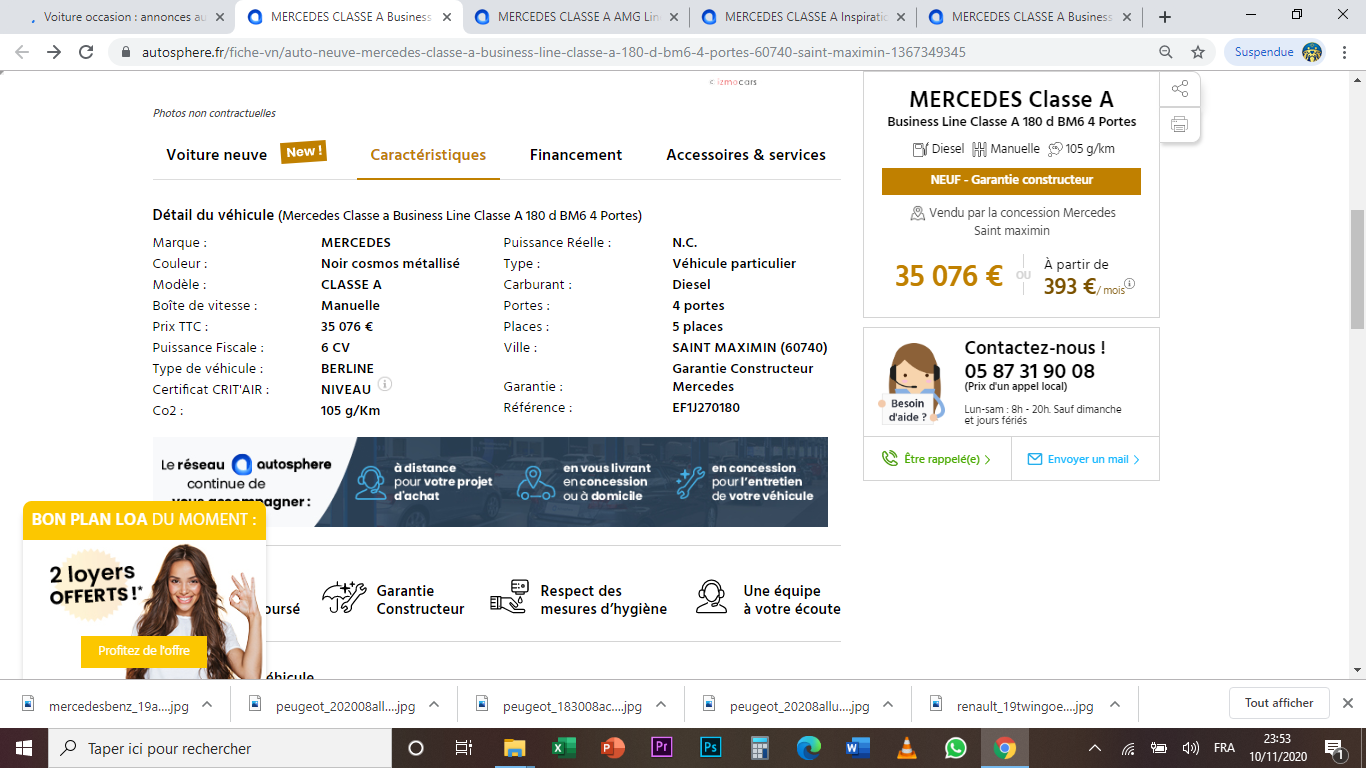 Voiture occasion : annonces au
MERCEDES CLASSE A Business
MERCEDES CLASSE A AMG Lin
MERCEDES CLASSE A Inspiratio
MERCEDES CLASSE A Business
autosphere.fr/fiche-vn/auto-neuve-mercedes-classe-a-business-line-classe-a-180-d-bm6-4-portes-60740-saint-maximin-1367349345
Suspendue
izmocars
Photos non contractuelles
Voiture neuve New ! Caractéristiques Financement Accessoires & services
Détail du véhicule (Mercedes Classe a Business Line Classe A 180 d BM6 4 Portes)
Marque : MERCEDES
Couleur : Noir cosmos métallisé
Modèle : CLASSE A
Boîte de vitesse : Manuelle
Prix TTC : 35 076 €
Puissance Fiscale : 6 CV
Type de véhicule : BERLINE
Certificat CRIT'AIR : NIVEAU
Co2 : 105 g/Km
Puissance Réelle : N.C.
Type : Véhicule particulier
Carburant : Diesel
Portes : 4 portes
Places : 5 places
Ville : SAINT MAXIMIN (60740)
Garantie : Garantie Constructeur
Mercedes
Référence : EF1J270180
MERCEDES Classe A
Business Line Classe A 180 d BM6 4 Portes
Diesel Manuelle 105 g/km
NEUF - Garantie constructeur
Vendu par la concession Mercedes
Saint maximin
35 076 €
OU
À partir de
393 €/ mois
Contactez-nous !
05 87 31 90 08
(Prix d'un appel local)
Lun-sam : 8h - 20h. Sauf dimanche
et jours fériés
Besoin
d'aide ?
Être rappelé(e)
Envoyer un mail
Le réseau autosphere
continue de
vous accompagner :
à distance
pour votre projet
d'achat
en vous livrant
en concession
ou à domicile
en concession
pour l'entretien
de votre véhicule
BON PLAN LOA DU MOMENT :
2 loyers
OFFERTS !*
Profitez de l'offre
oursé
Garantie
Constructeur
Respect des
mesures d'hygiène
Une équipe
à votre écoute
éhicule
mercedesbenz_19a....jpg
peugeot_202008all....jpg
peugeot_183008ac....jpg
peugeot_20208allu....jpg
renault_19twingoe....jpg
Tout afficher
Taper ici pour rechercher
FRA
23:53
10/11/2020
1